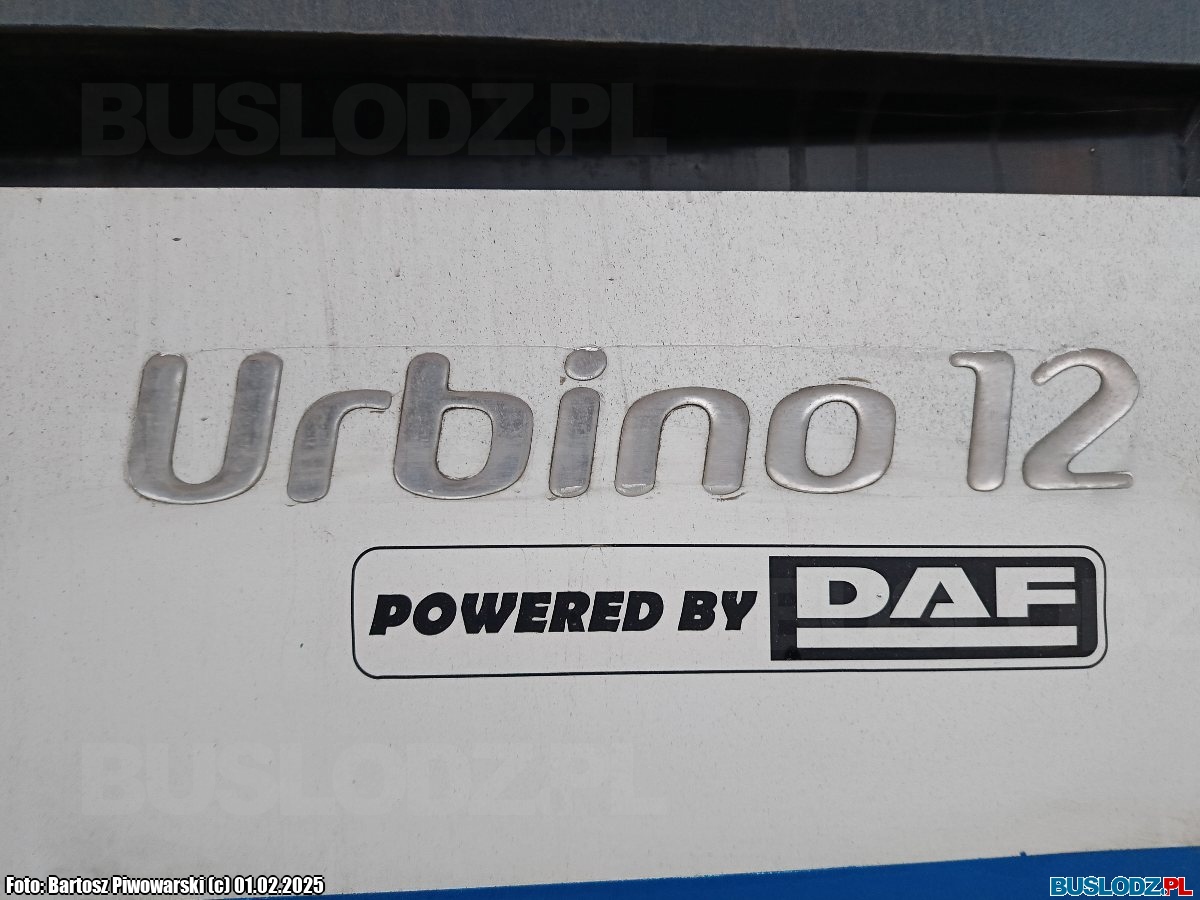 BUSLODZ.PL
Urbino 12
POWERED BY DAF
BUSLODZ.PL
Foto: Bartosz Piwowarski (c) 01.02.2025
BUSLODZ.PL